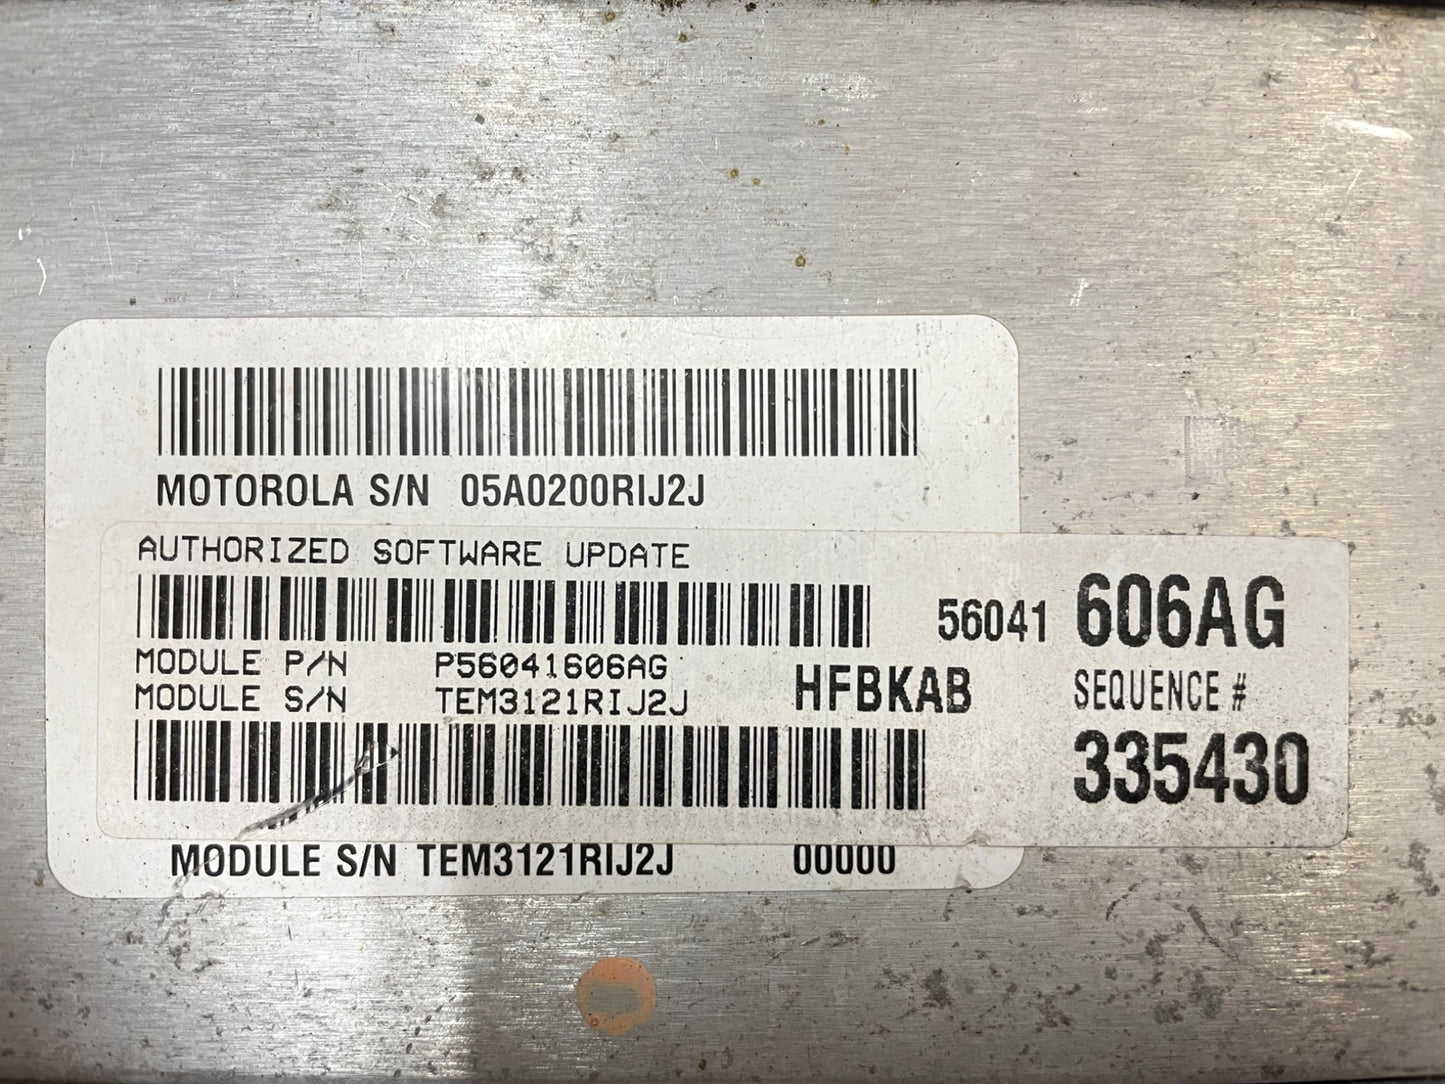 MOTOROLA S/N 05A0200RIJ2J
AUTHORIZED SOFTWARE UPDATE
56041 606AG
MODULE P/N P56041606AG
MODULE S/N TEM3121RIJ2J
HFBKAB
SEQUENCE #
335430
MODULE S/N TEM3121RIJ2J 00000